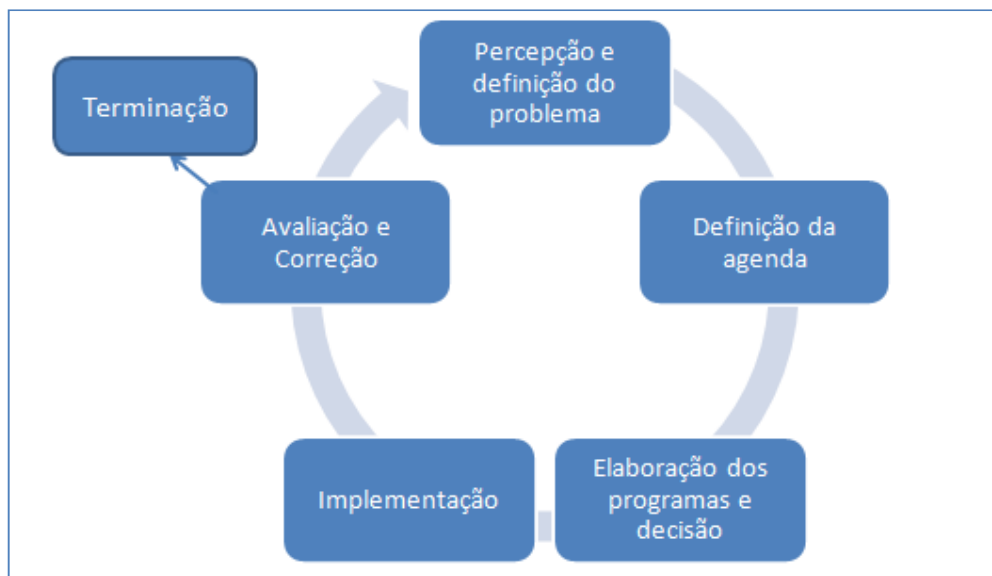 Percepção e
definição do
problema
Terminação
Avaliação e
Correção
Definição da
agenda
Implementação
Elaboração dos
programas e
decisão